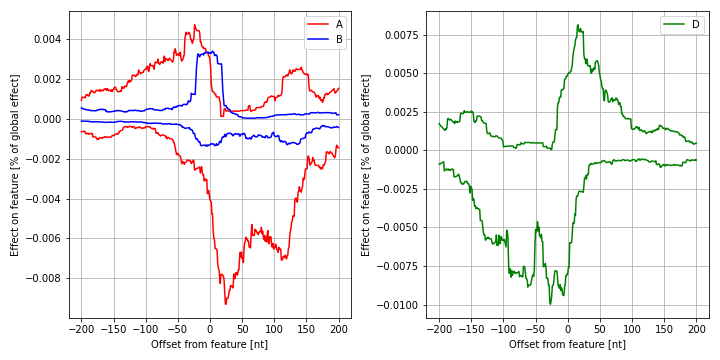 A
B
0.004
0.002
0.000
−0.002
−0.004
−0.006
−0.008
Effect on feature [% of global effect]
−200 −150 −100 −50 0 50 100 150 200
Offset from feature [nt]
D
0.0075
0.0050
0.0025
0.0000
−0.0025
−0.0050
−0.0075
−0.0100
Effect on feature [% of global effect]
−200 −150 −100 −50 0 50 100 150 200
Offset from feature [nt]